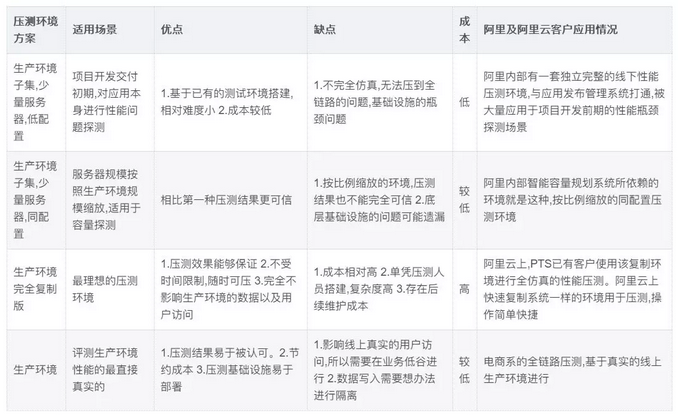 压测环境
方案
适用场景
优点
缺点
成
本
阿里及阿里云客户应用情况
生产环境
子集,少
量服务
器,低配
置
项目开发交付
初期,对应用本
身进行性能问
题探测
1.基于已有的测试环境搭建,
相对难度小 2.成本较低
1.不完全仿真,无法压到全
链路的问题,基础设施的瓶
颈问题
低
阿里内部有一套独立完整的线下性能
压测环境,与应用发布管理系统打通,被
大量应用于项目开发前期的性能瓶颈
探测场景
生产环境
子集,少
量服务
器,同配
置
服务器规模按
照生产环境规
模缩放,适用于
容量探测
相比第一种压测结果更可信
1.按比例缩放的环境,压测
结果也不能完全可信 2.底
层基础设施的问题可能遗漏
较
低
阿里内部智能容量规划系统所依赖的
环境就是这种,按比例缩放的同配置压
测环境
生产环境
完全复制
版
最理想的压测
环境
1.压测效果能够保证 2.不受
时间限制,随时可压 3.完全不
影响生产环境的数据以及用
户访问
1.成本相对高 2.单凭压测人
员搭建,复杂度高 3.存在后
续维护成本
高
阿里云上,PTS已有客户使用该复制环
境进行全仿真的性能压测。阿里云上
快速复制系统一样的环境用于压测,操
作简单快捷
生产环境
评测生产环境
性能的最直接
真实的
1.压测结果易于被认可。2.节
约成本 3.压测基础设施易于
部署
1.影响线上真实的用户访
问,所以需要在业务低谷进
行 2.数据写入需要想办法
进行隔离
较
低
电商系的全链路压测,基于真实的线上
生产环境进行